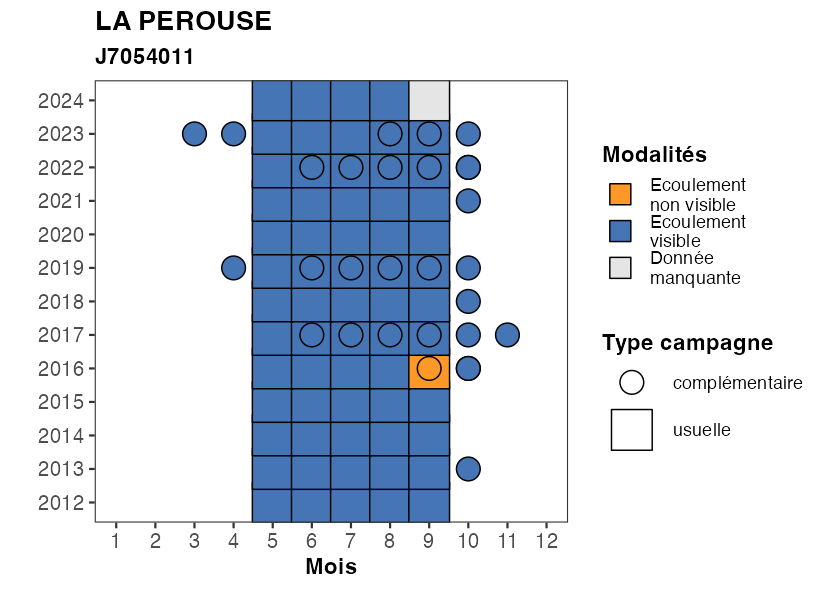 LA PEROUSE
J7054011
2024
2023
2022
2021
2020
2019
2018
2017
2016
2015
2014
2013
2012
1 2 3 4 5 6 7 8 9 10 11 12
Mois
Modalités
Ecoulement
non visible
Ecoulement
visible
Donnée
manquante
Type campagne
complémentaire
usuelle